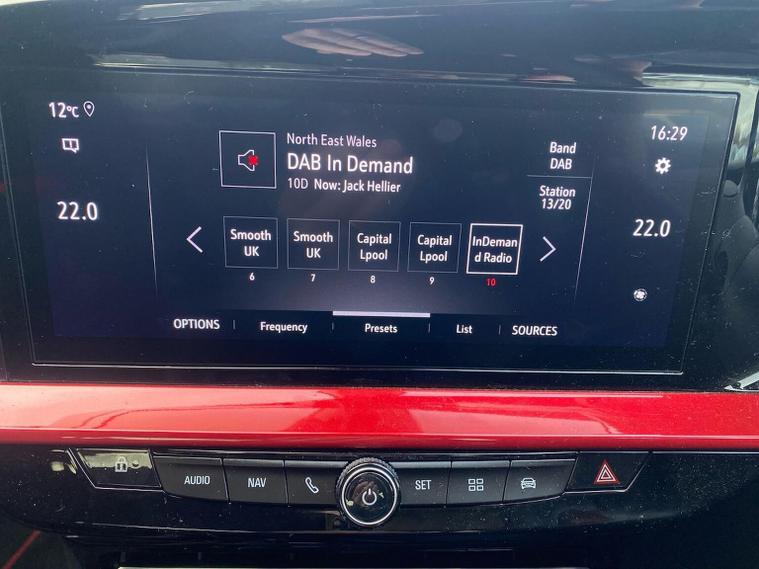 12°C
16:29
North East Wales
DAB In Demand
10D Now: Jack Hellier
Band
DAB
Station
13/20
22.0
22.0
Smooth
UK
6
Smooth
UK
7
Capital
Lpool
8
Capital
Lpool
9
InDeman
d Radio
10
OPTIONS
Frequency
Presets
List
SOURCES
AUDIO
NAV
SET